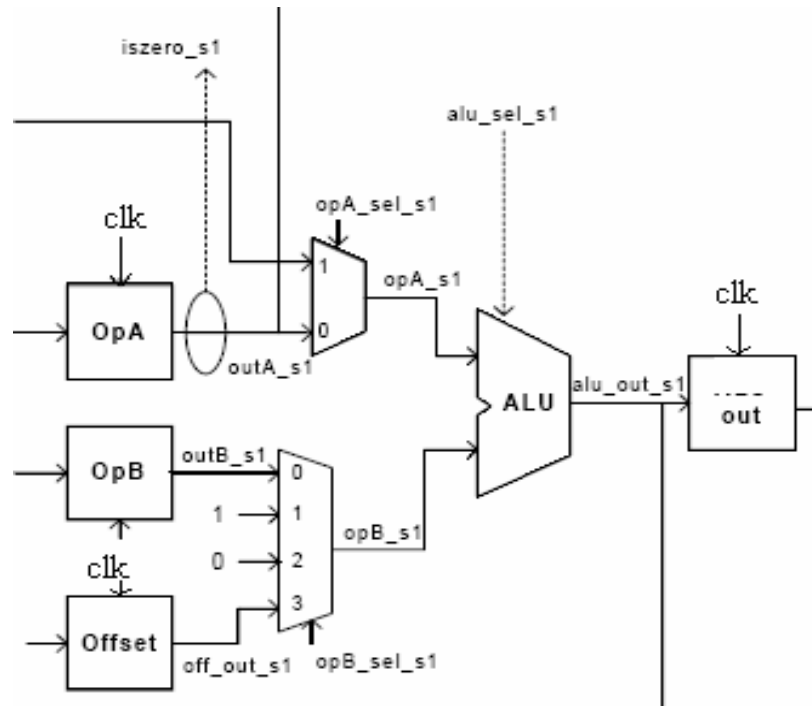 iszero_s1
alu_sel_s1
clk
opA_sel_s1
clk
1
opA_s1
OpA
0
outA_s1
ALU
alu_out_s1
out
OpB
outB_s1
0
1
1
opB_s1
0
2
clk
3
Offset
off_out_s1
opB_sel_s1